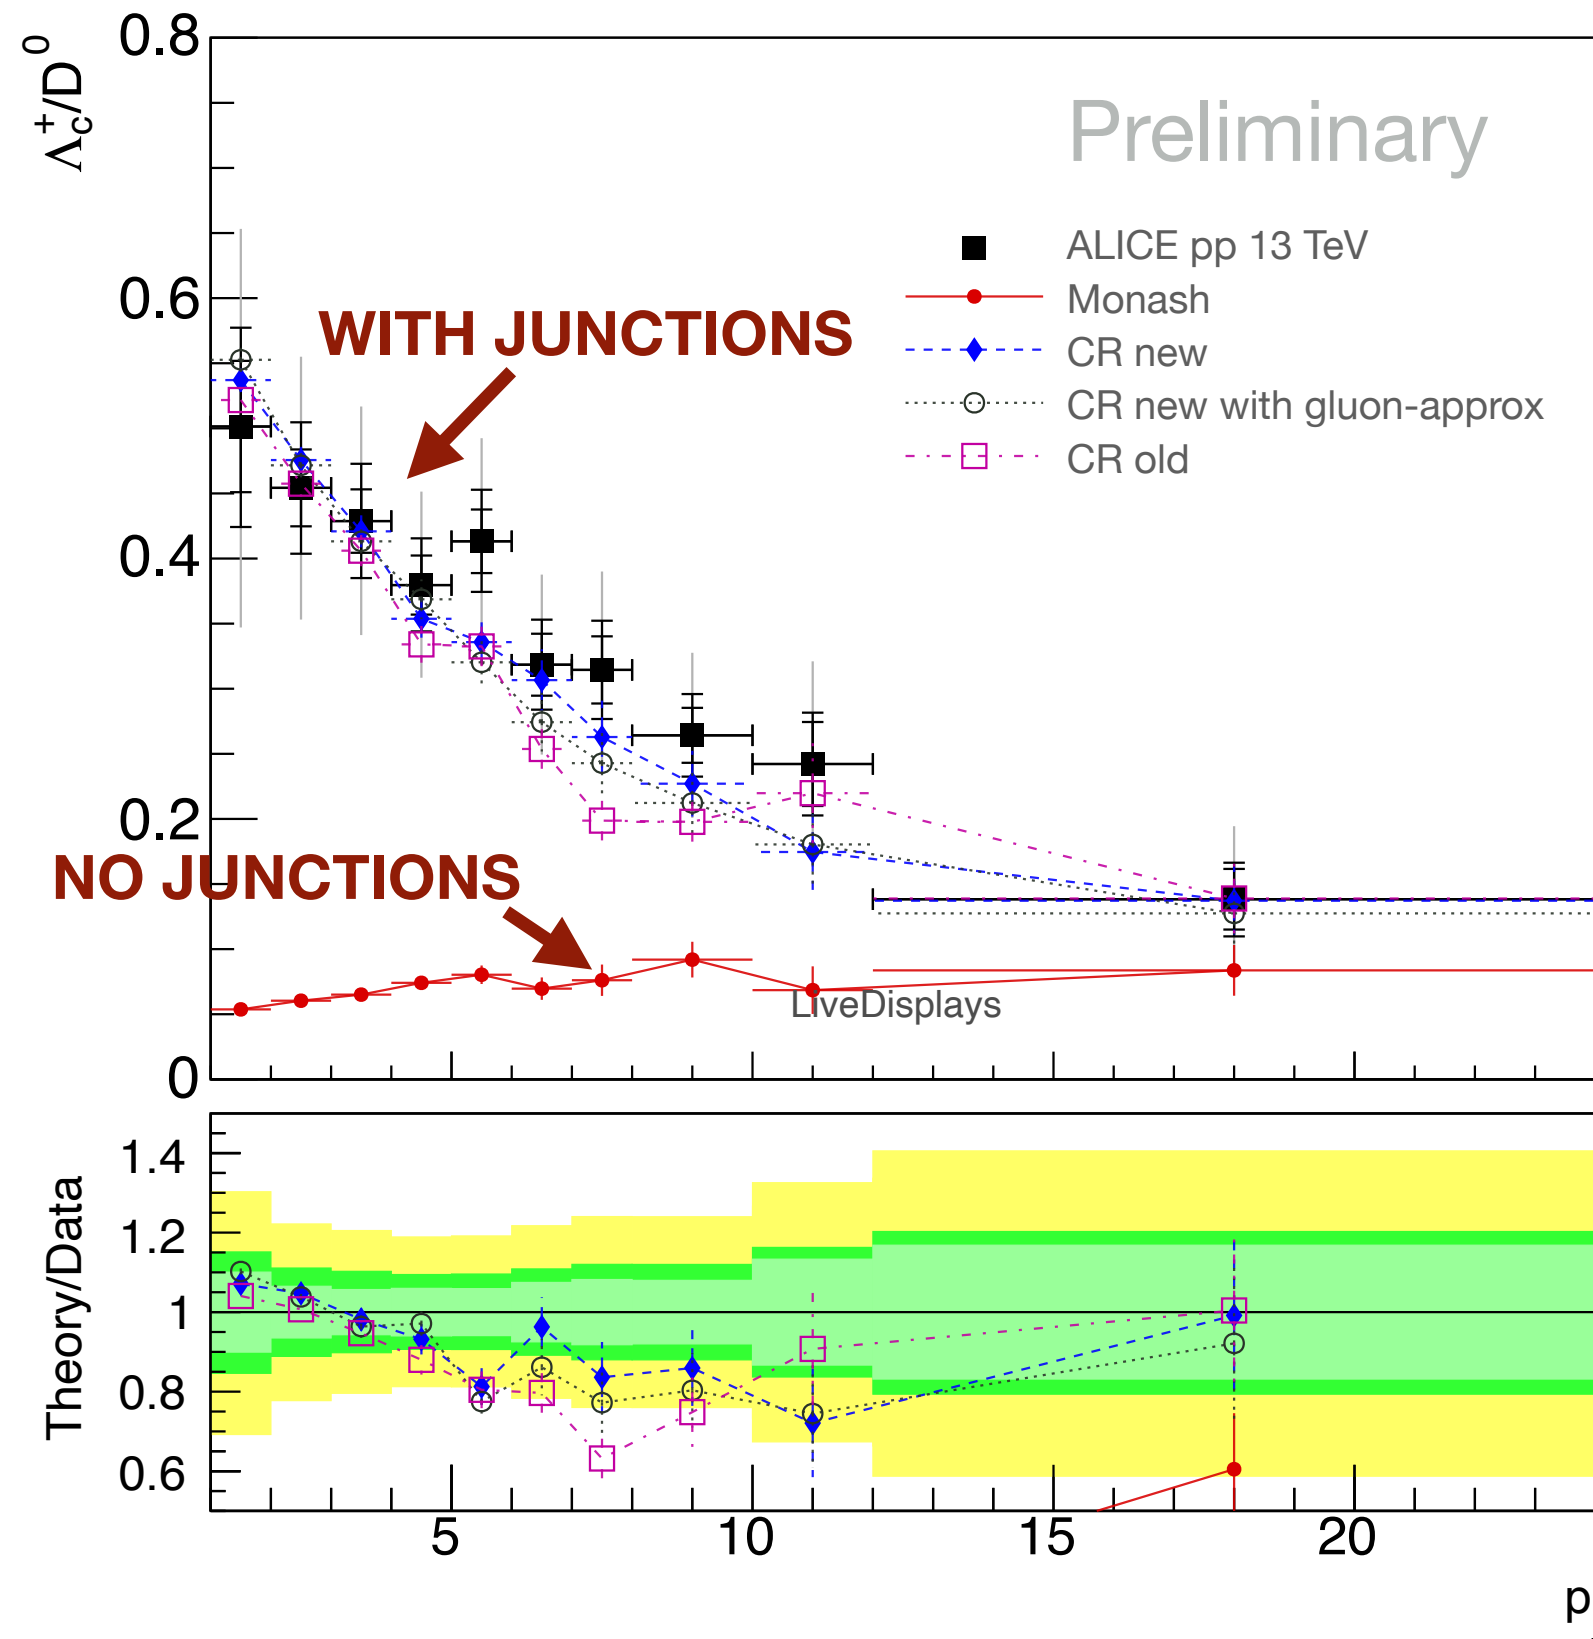 Λc+/D0
0.8
0.6
0.4
0.2
0
Preliminary
ALICE pp 13 TeV
Monash
CR new
CR new with gluon-approx
CR old
WITH JUNCTIONS
NO JUNCTIONS
LiveDisplays
Theory/Data
1.4
1.2
1
0.8
0.6
5
10
15
20
p